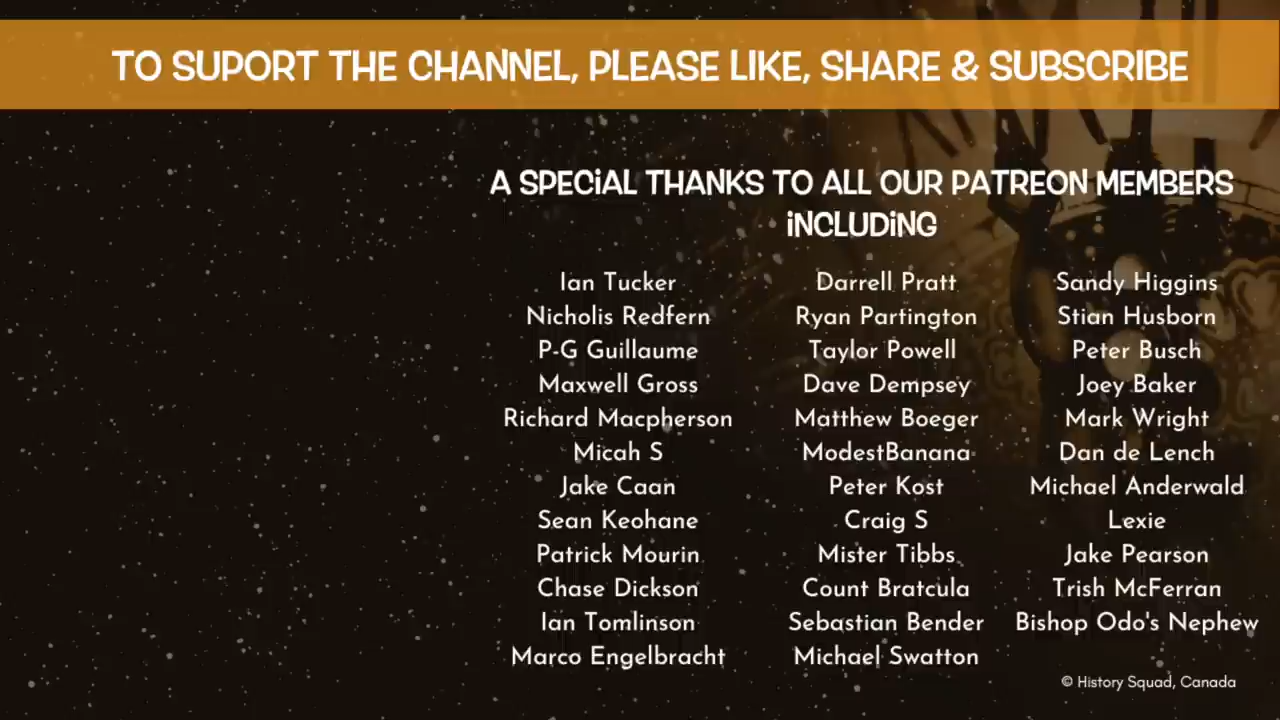 TO SUPORT THE CHANNEL, PLEASE LIKE, SHARE & SUBSCRIBE
A SPECiAL THANKS TO ALL OUR PATREON MEMBERS
iNCLUDiNG
Ian Tucker
Nicholis Redfern
P-G Guillaume
Maxwell Gross
Richard Macpherson
Micah S
Jake Caan
Sean Keohane
Patrick Mourin
Chase Dickson
Ian Tomlinson
Marco Engelbracht
Darrell Pratt
Ryan Partington
Taylor Powell
Dave Dempsey
Matthew Boeger
ModestBanana
Peter Kost
Craig S
Mister Tibbs
Count Bratcula
Sebastian Bender
Michael Swatton
Sandy Higgins
Stian Husborn
Peter Busch
Joey Baker
Mark Wright
Dan de Lench
Michael Anderwald
Lexie
Jake Pearson
Trish McFerran
Bishop Odo's Nephew
© History Squad, Canada